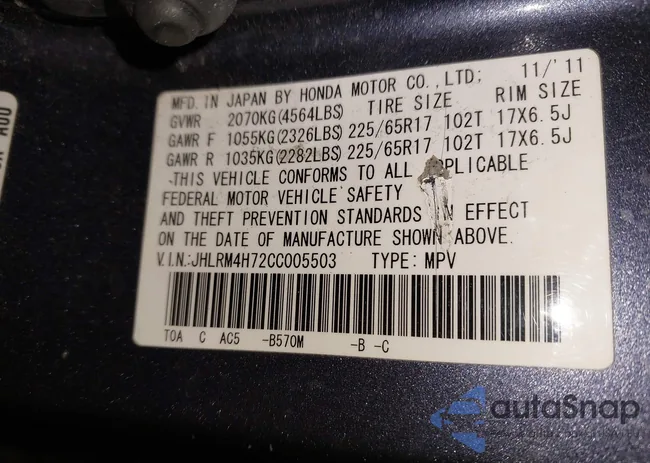 MFD. IN JAPAN BY HONDA MOTOR CO., LTD; 11/'11
GVWR 2070KG(4564LBS) TIRE SIZE RIM SIZE
GAWR F 1055KG(2326LBS) 225/65R17 102T 17X6.5J
GAWR R 1035KG(2282LBS) 225/65R17 102T 17X6.5J
-THIS VEHICLE CONFORMS TO ALL APPLICABLE
FEDERAL MOTOR VEHICLE SAFETY
AND THEFT PREVENTION STANDARDS IN EFFECT
ON THE DATE OF MANUFACTURE SHOWN ABOVE.
V.I.N.:JHLRM4H72CC005503 TYPE: MPV
TOA C AC5 -B570M -B -C
autaSnap